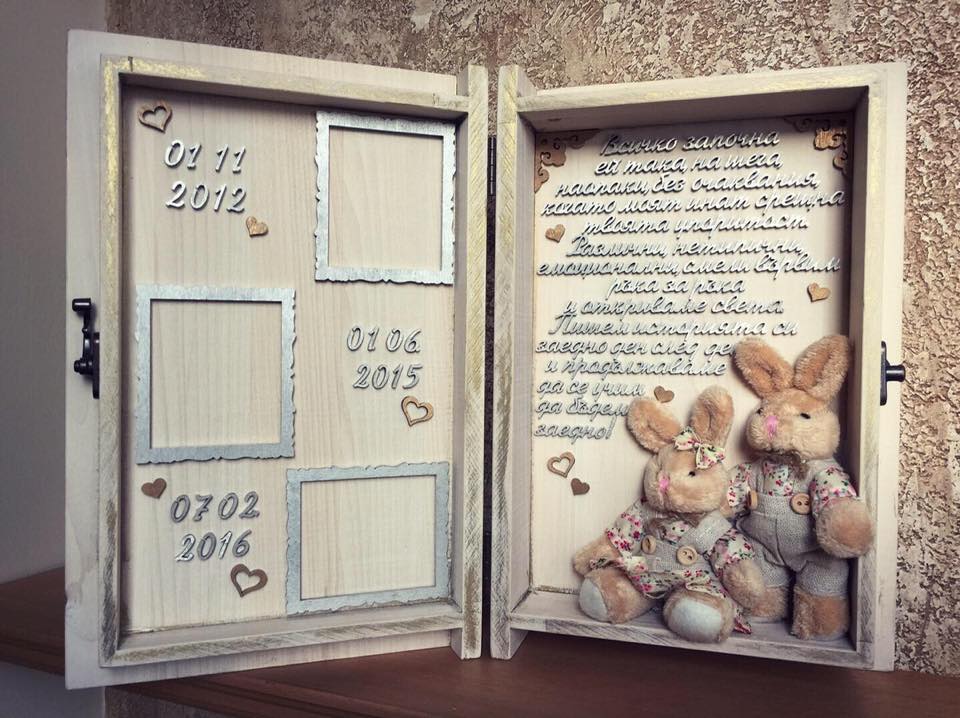 01 11
2012
01 06
2015
07 02
2016
Всичко започна
ей така, на шега,
наопаки, без очаквания,
когато моят инат срещна
твоята упоритост.
Различни, нетипични,
емоционални, смели вървим
ръка за ръка
и откриваме света.
Пишем историята си
заедно ден след де
и продължаваме
да се учим
да бъдем
заедно!